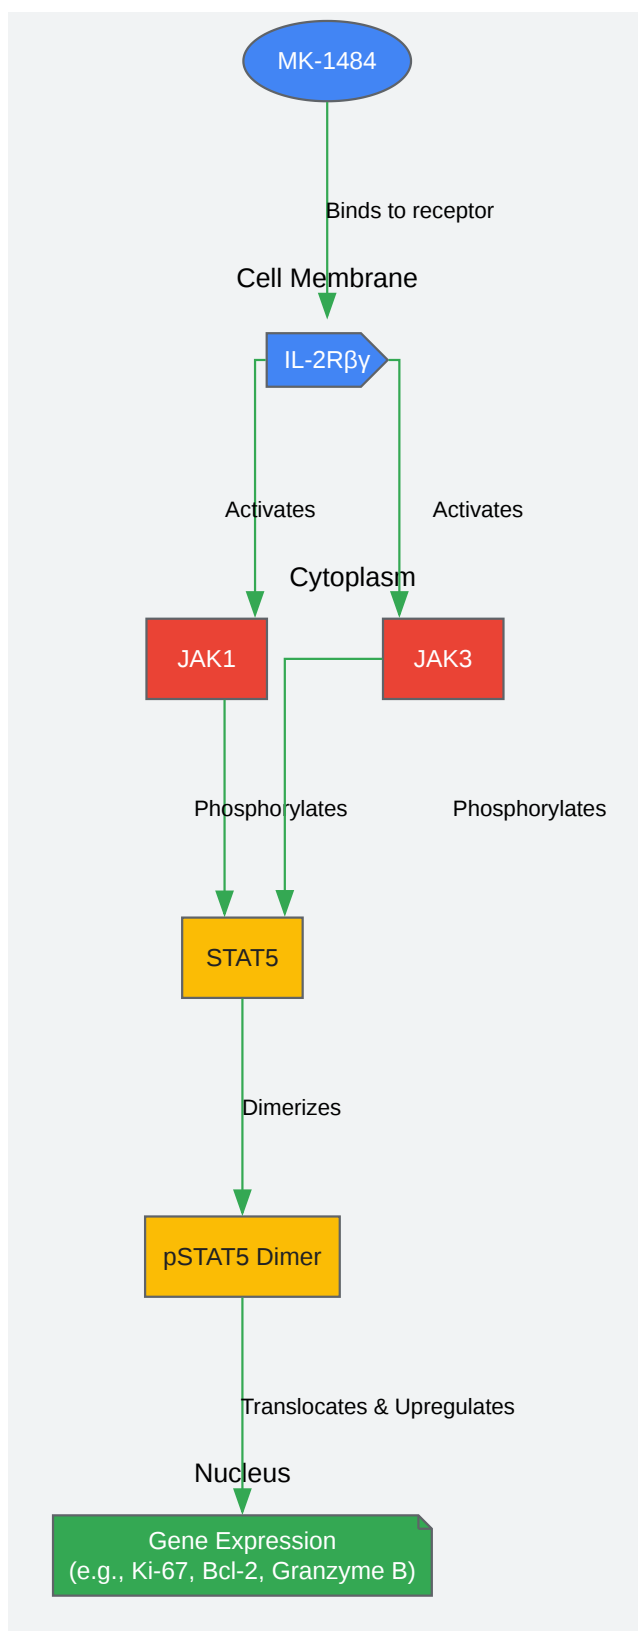 MK-1484
Binds to receptor
Cell Membrane
IL-2Rβγ
Activates
Activates
Cytoplasm
JAK1
JAK3
Phosphorylates
Phosphorylates
STAT5
Dimerizes
pSTAT5 Dimer
Translocates & Upregulates
Nucleus
Gene Expression
(e.g., Ki-67, Bcl-2, Granzyme B)